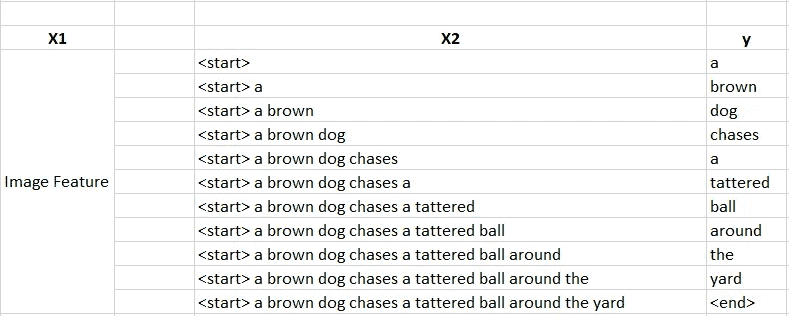 X1 X2 y
<start> a
<start> a brown
<start> a brown dog
<start> a brown dog chases
<start> a brown dog chases a
Image Feature <start> a brown dog chases a tattered
<start> a brown dog chases a tattered ball
<start> a brown dog chases a tattered ball around
<start> a brown dog chases a tattered ball around the
<start> a brown dog chases a tattered ball around the yard
<start> a brown dog chases a tattered ball around the yard <end>